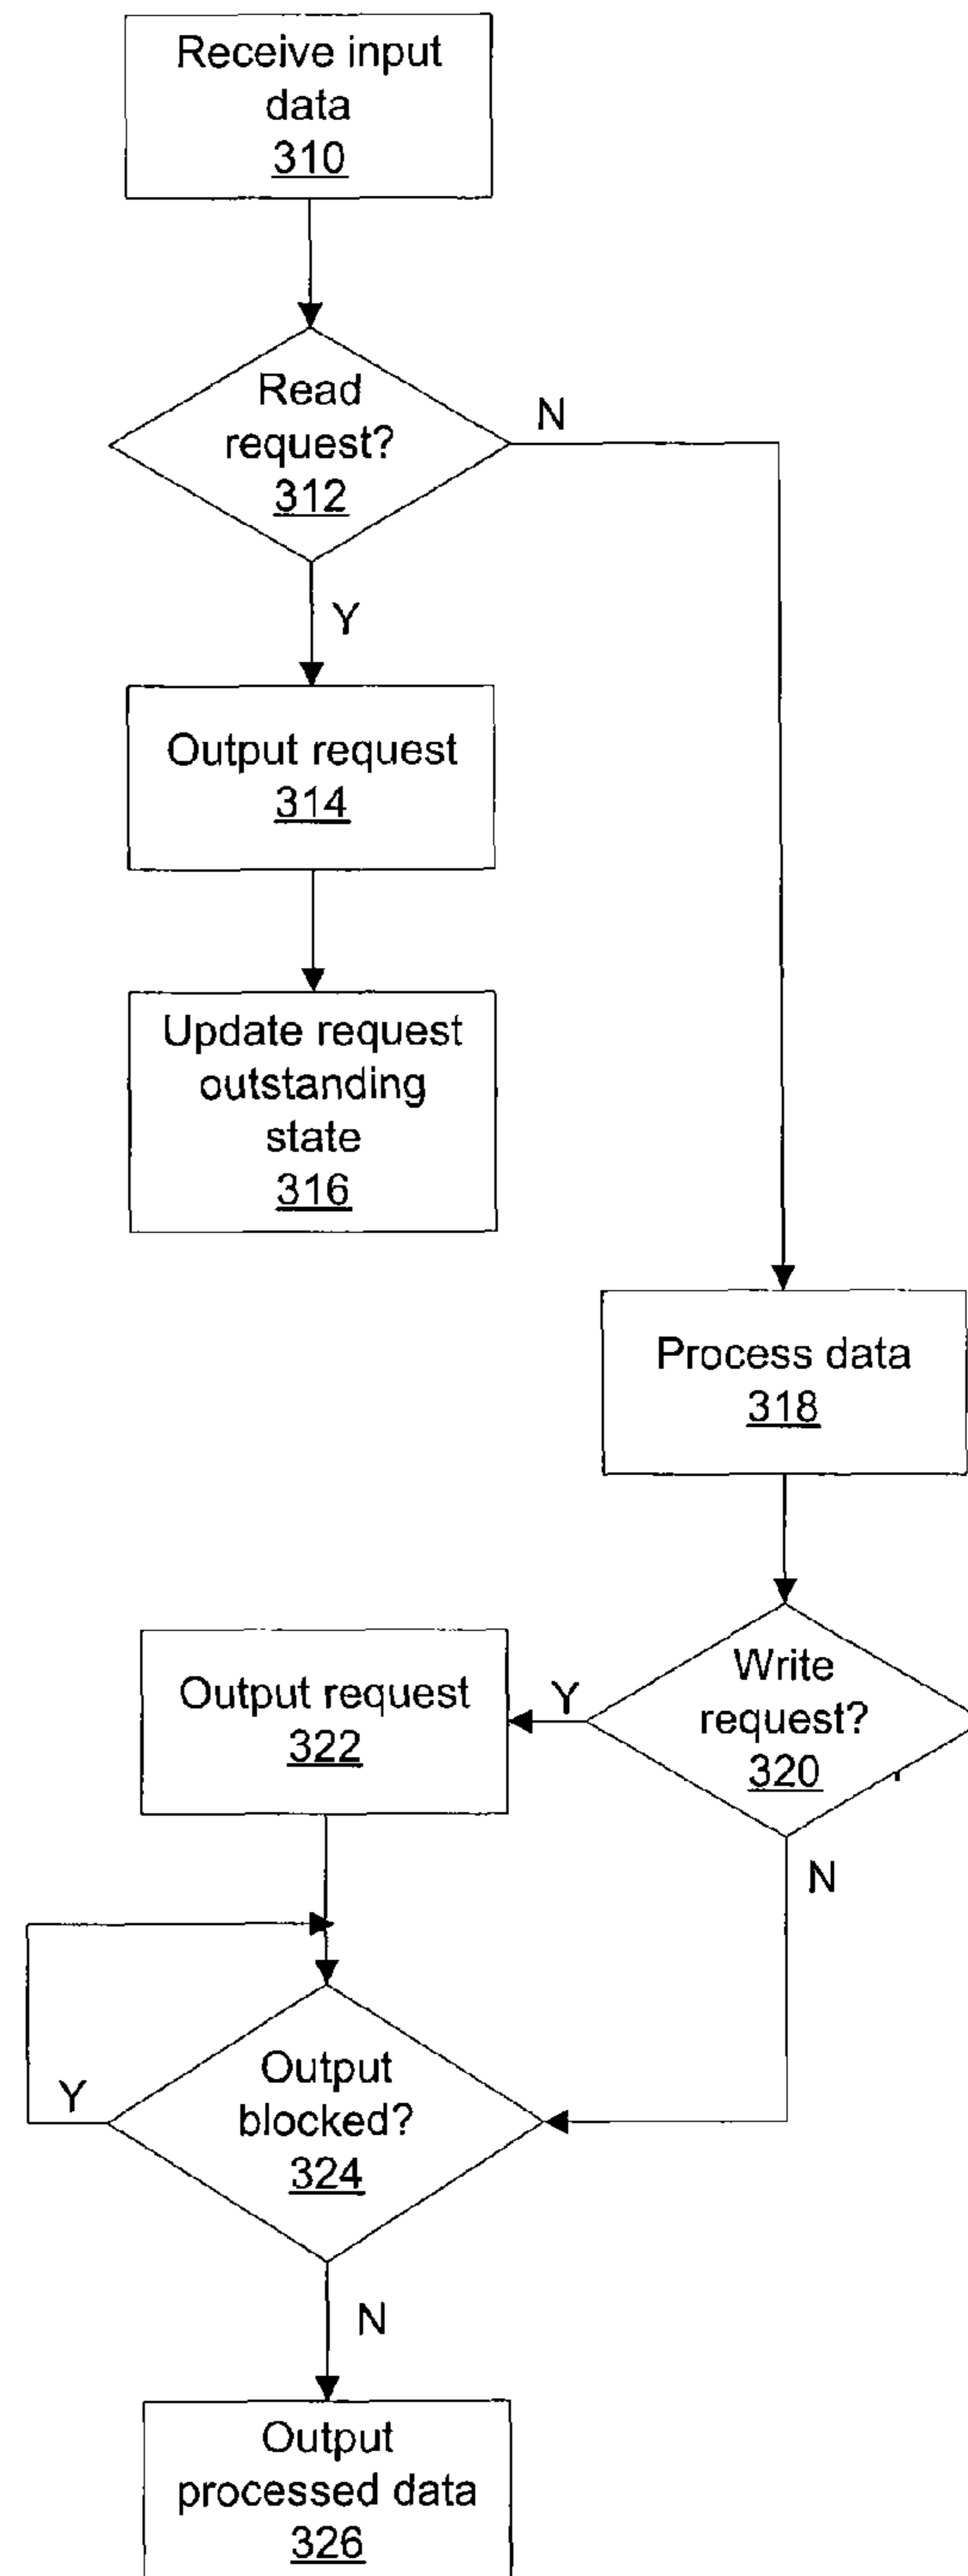 Receive input
data
310
Read
request?
312
N
Y
Output request
314
Update request
outstanding
state
316
Process data
318
Write
request?
320
Y
Output request
322
N
Output
blocked?
324
Y
N
Output
processed data
326